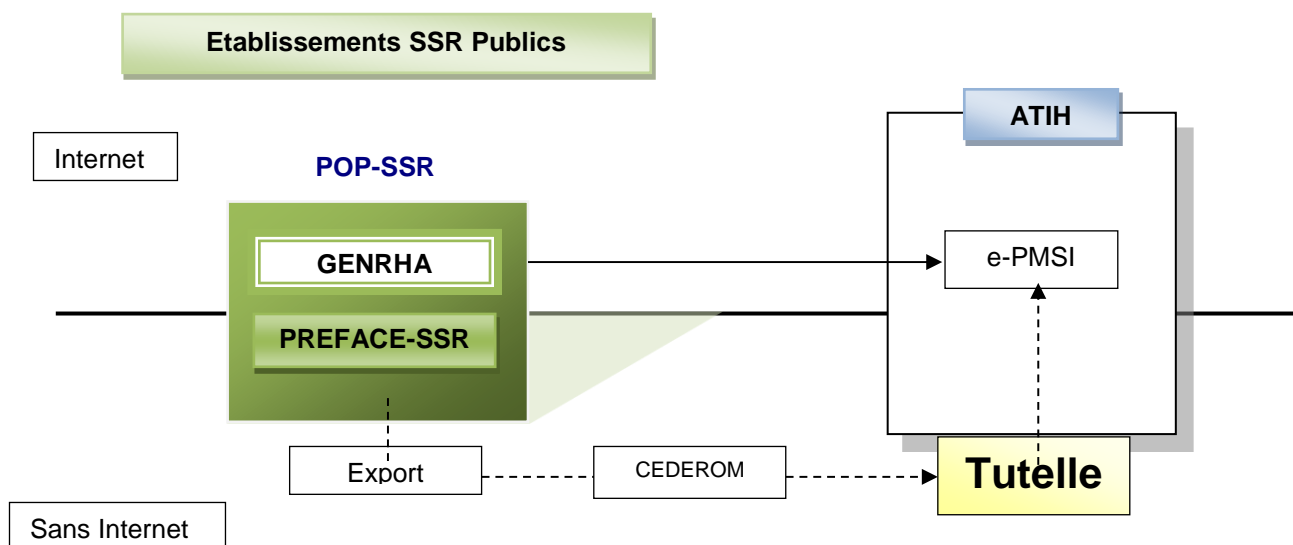 Etablissements SSR Publics
ATIH
Internet
POP-SSR
GENRHA
e-PMSI
PREFACE-SSR
Export
CEDEROM
Tutelle
Sans Internet